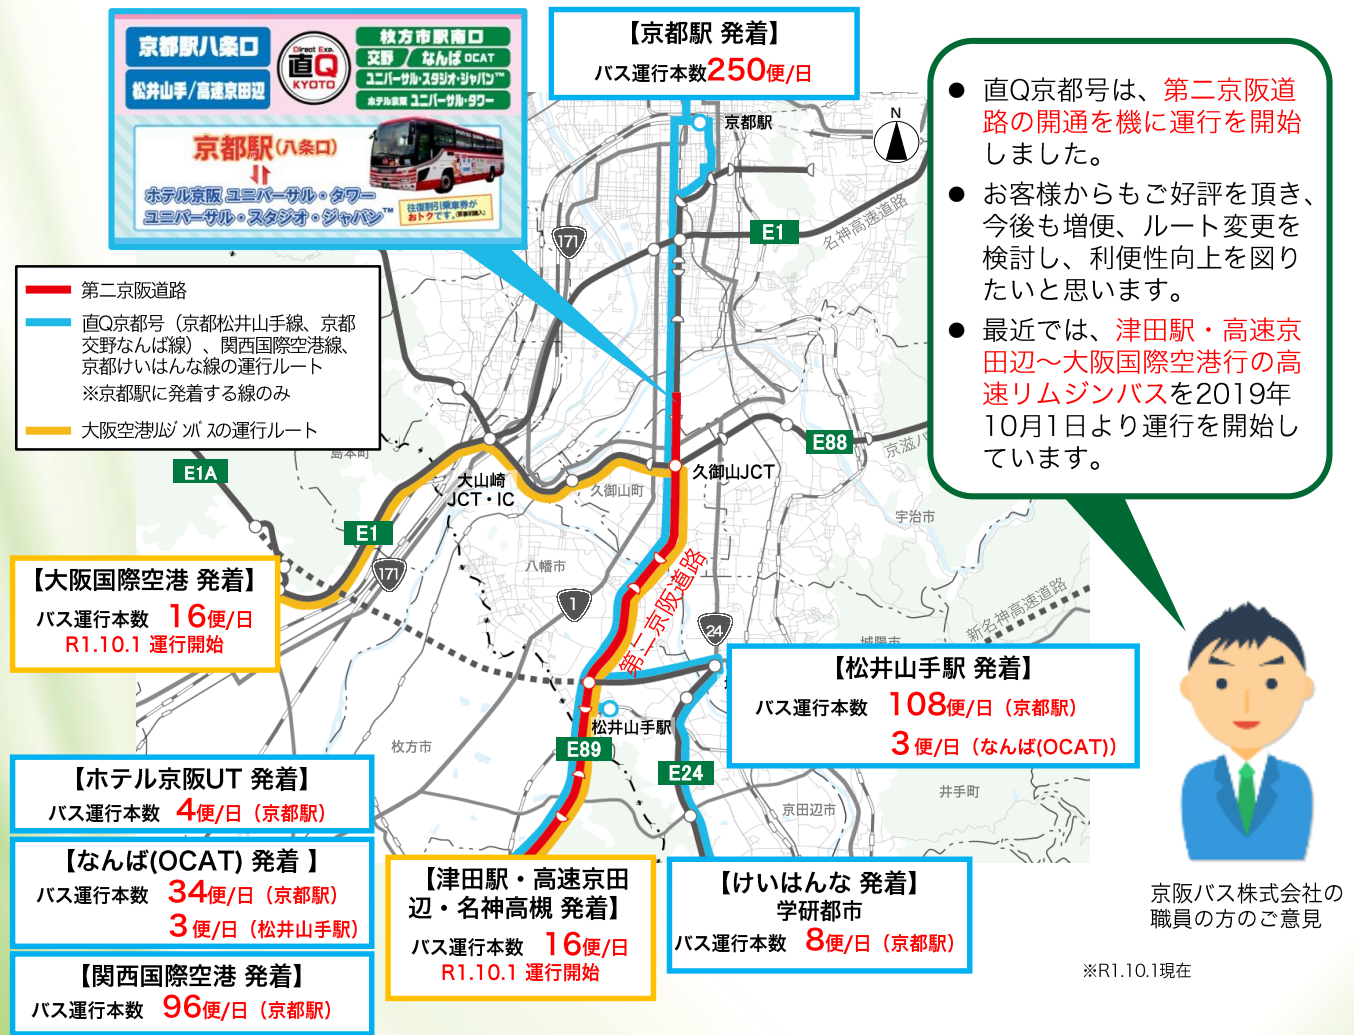 京都駅八条口
松井山手/高速京田辺
Direct Exp.
直Q
KYOTO
枚方市駅南口
交野 / なんば OCAT
ユニバーサル・スタジオ・ジャパン™
ホテル京阪 ユニバーサル・タワー
京都駅(八条口)
ホテル京阪 ユニバーサル・タワー
ユニバーサル・スタジオ・ジャパン™
往復割引乗車券が
おトクです。
【京都駅 発着】
バス運行本数250便/日
● 直Q京都号は、第二京阪道
路の開通を機に運行を開始
しました。
● お客様からもご好評を頂き、
今後も増便、ルート変更を
検討し、利便性向上を図り
たいと思います。
● 最近では、津田駅・高速京
田辺～大阪国際空港行の高
速リムジンバスを2019年
10月1日より運行を開始し
ています。
第二京阪道路
直Q京都号（京都松井山手線、京都
交野なんば線）、関西国際空港線、
京都けいはんな線の運行ルート
※京都駅に発着する線のみ
大阪空港ﾘﾑｼﾞﾝﾊﾞｽの運行ルート
京都駅
N
171
E1
名神高速道路
島本町
E1A
大山崎
JCT・IC
久御山町
久御山JCT
E88
京滋バ
宇治市
E1
171
八幡市
1
第二京阪道路
24
新名神高速道路
城陽市
松井山手駅
枚方市
E89
E24
京田辺市
井手町
【大阪国際空港 発着】
バス運行本数 16便/日
R1.10.1 運行開始
【松井山手駅 発着】
バス運行本数 108便/日（京都駅）
3便/日（なんば(OCAT)）
【ホテル京阪UT 発着】
バス運行本数 4便/日（京都駅）
【なんば(OCAT) 発着 】
バス運行本数 34便/日（京都駅）
3便/日（松井山手駅）
【関西国際空港 発着】
バス運行本数 96便/日（京都駅）
【津田駅・高速京田
辺・名神高槻 発着】
バス運行本数 16便/日
R1.10.1 運行開始
【けいはんな 発着】
学研都市
バス運行本数 8便/日（京都駅）
京阪バス株式会社の
職員の方のご意見
※R1.10.1現在